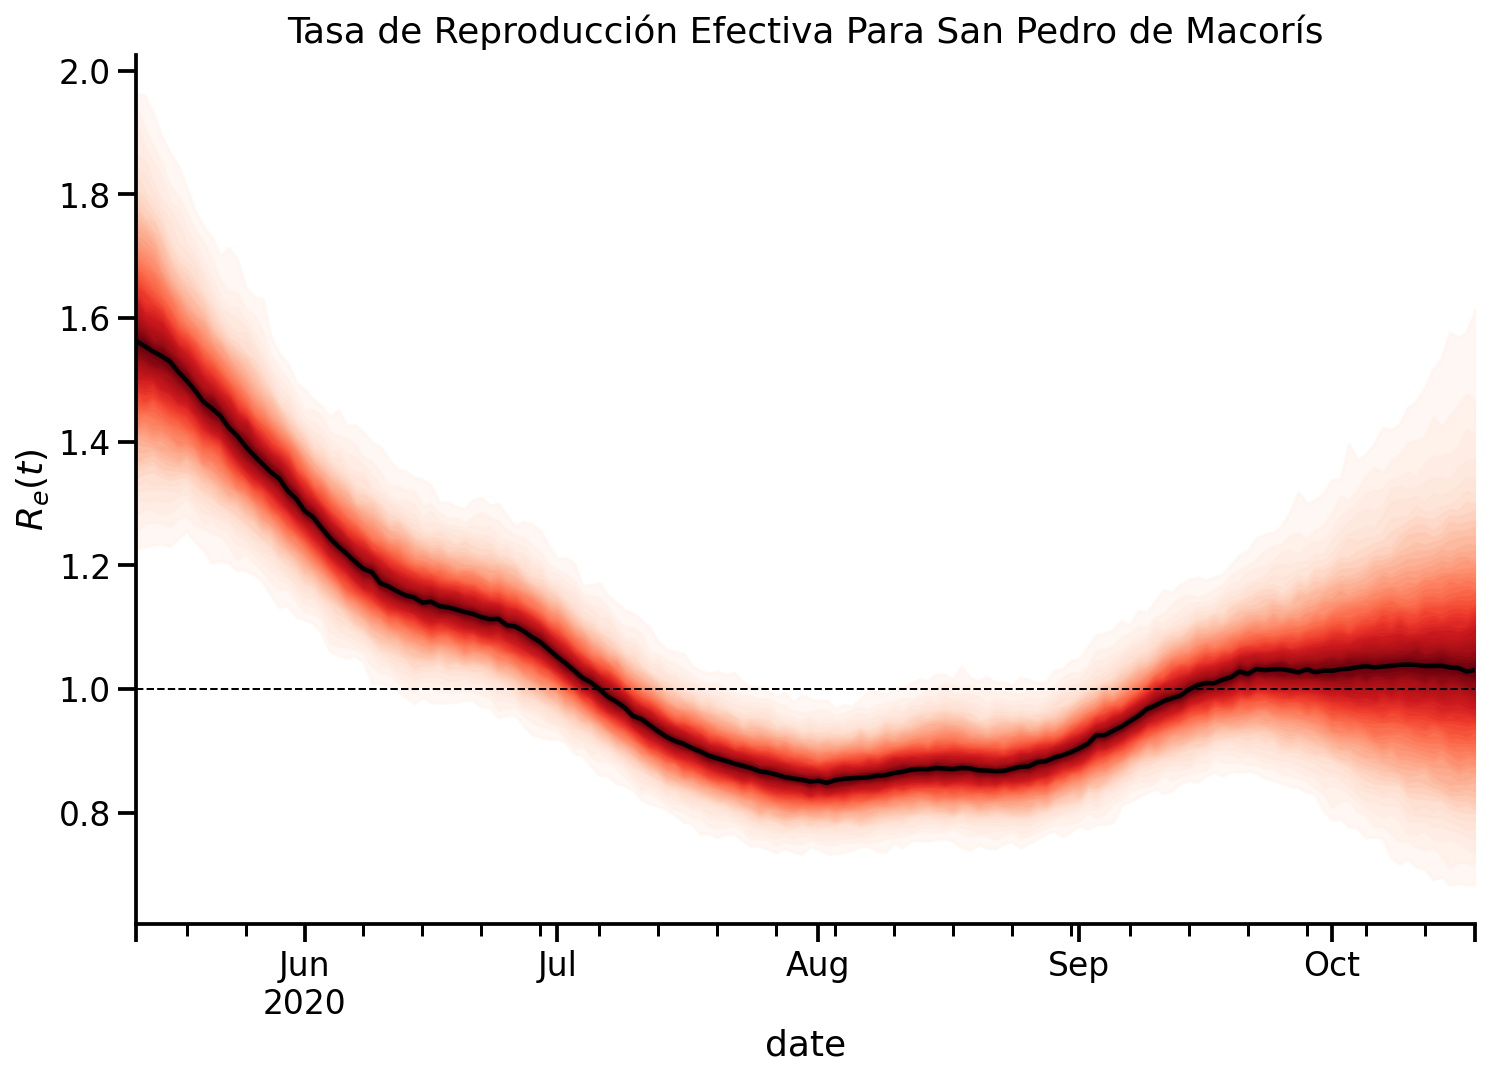 Tasa de Reproducción Efectiva Para San Pedro de Macorís
2.0
1.8
1.6
1.4
1.2
1.0
0.8
Rₑ(t)
Jun
2020
Jul
Aug
Sep
Oct
date